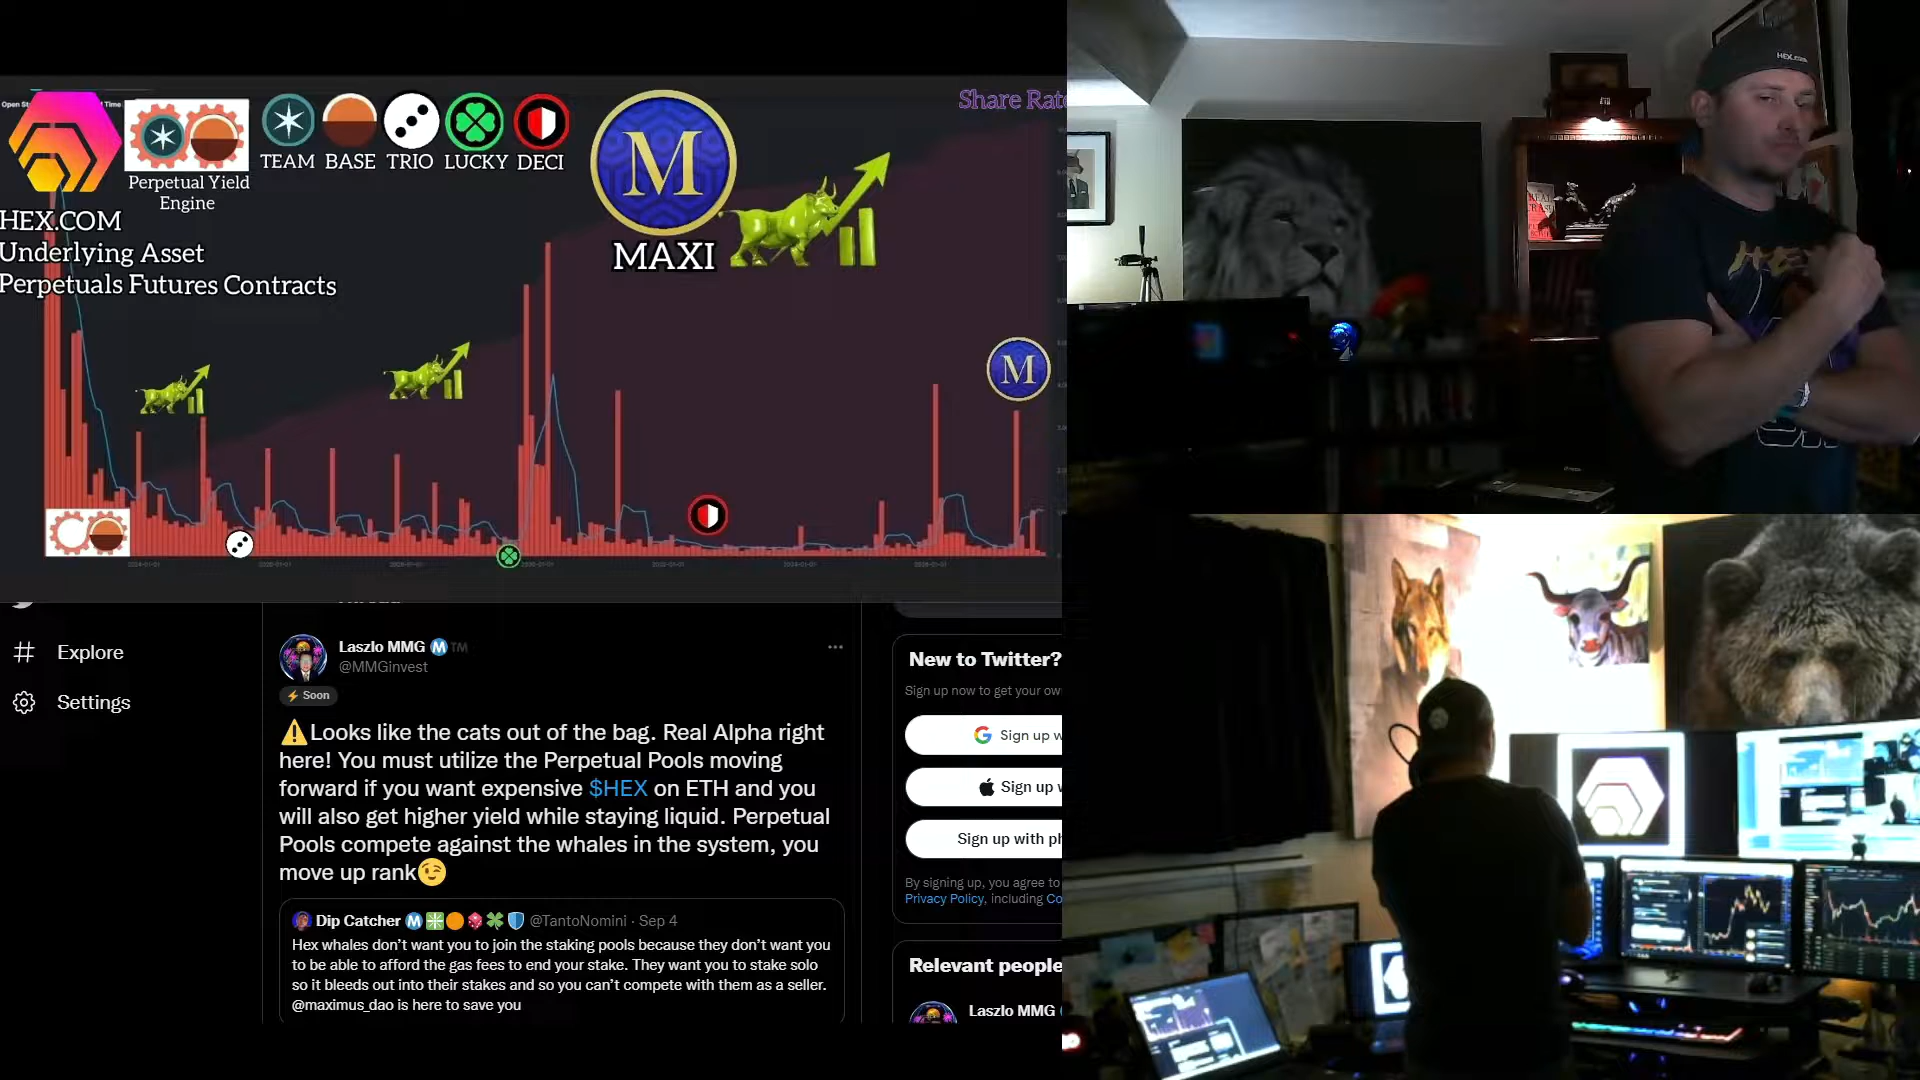 Open St
Time
Share Rat
TEAM
BASE
TRIO
LUCKY
DECI
Perpetual Yield
Engine
M
MAXI
HEX.COM
Underlying Asset
Perpetuals Futures Contracts
M
Explore
Settings
Laszlo MMG M TM
@MMGinvest
Soon
Looks like the cats out of the bag. Real Alpha right
here! You must utilize the Perpetual Pools moving
forward if you want expensive $HEX on ETH and you
will also get higher yield while staying liquid. Perpetual
Pools compete against the whales in the system, you
move up rank
Dip Catcher M @TantoNomini · Sep 4
Hex whales don't want you to join the staking pools because they don't want you
to be able to afford the gas fees to end your stake. They want you to stake solo
so it bleeds out into their stakes and so you can't compete with them as a seller.
@maximus_dao is here to save you
New to Twitter?
Sign up now to get your ow
Sign up w
Sign up w
Sign up with ph
By signing up, you agree to
Privacy Policy, including Co
Relevant people
Laszlo MMG